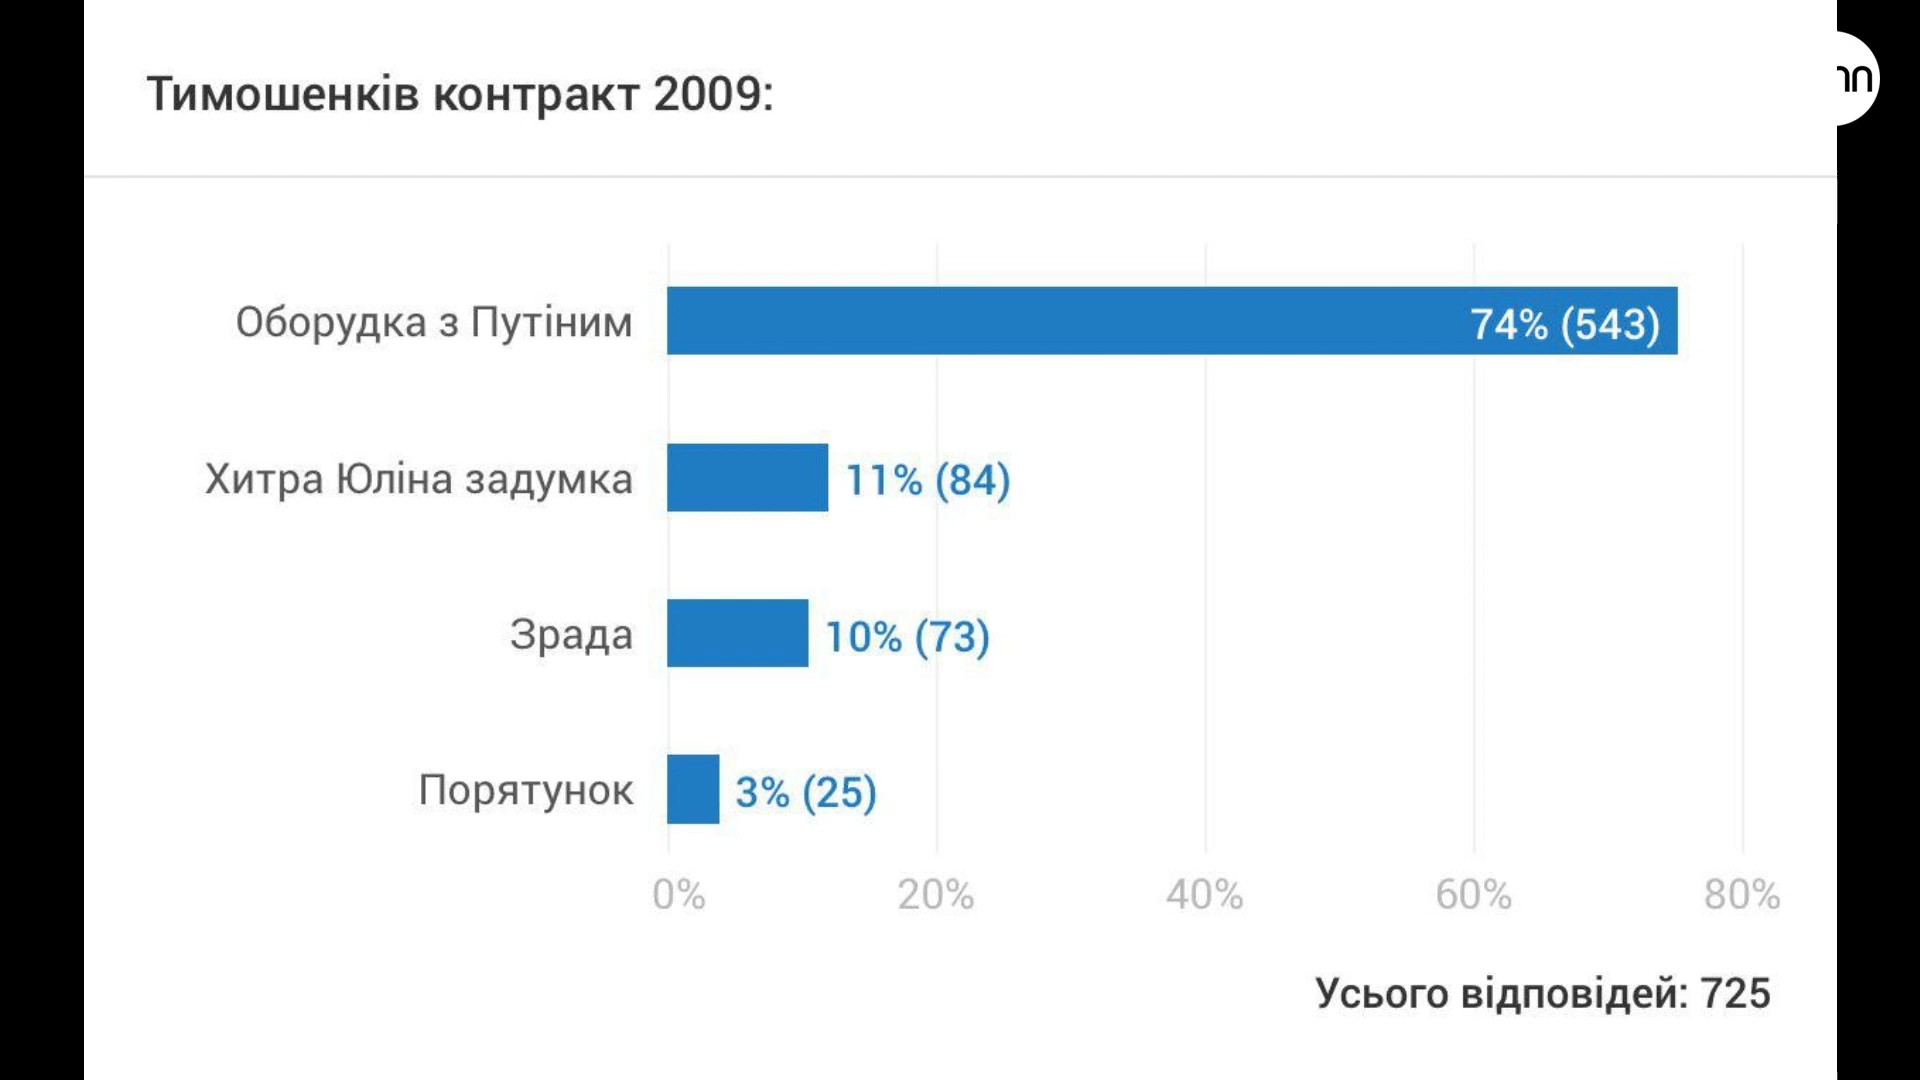 Тимошенків контракт 2009:
Оборудка з Путіним 74% (543)
Хитра Юліна задумка 11% (84)
Зрада 10% (73)
Порятунок 3% (25)
0% 20% 40% 60% 80%
Усього відповідей: 725